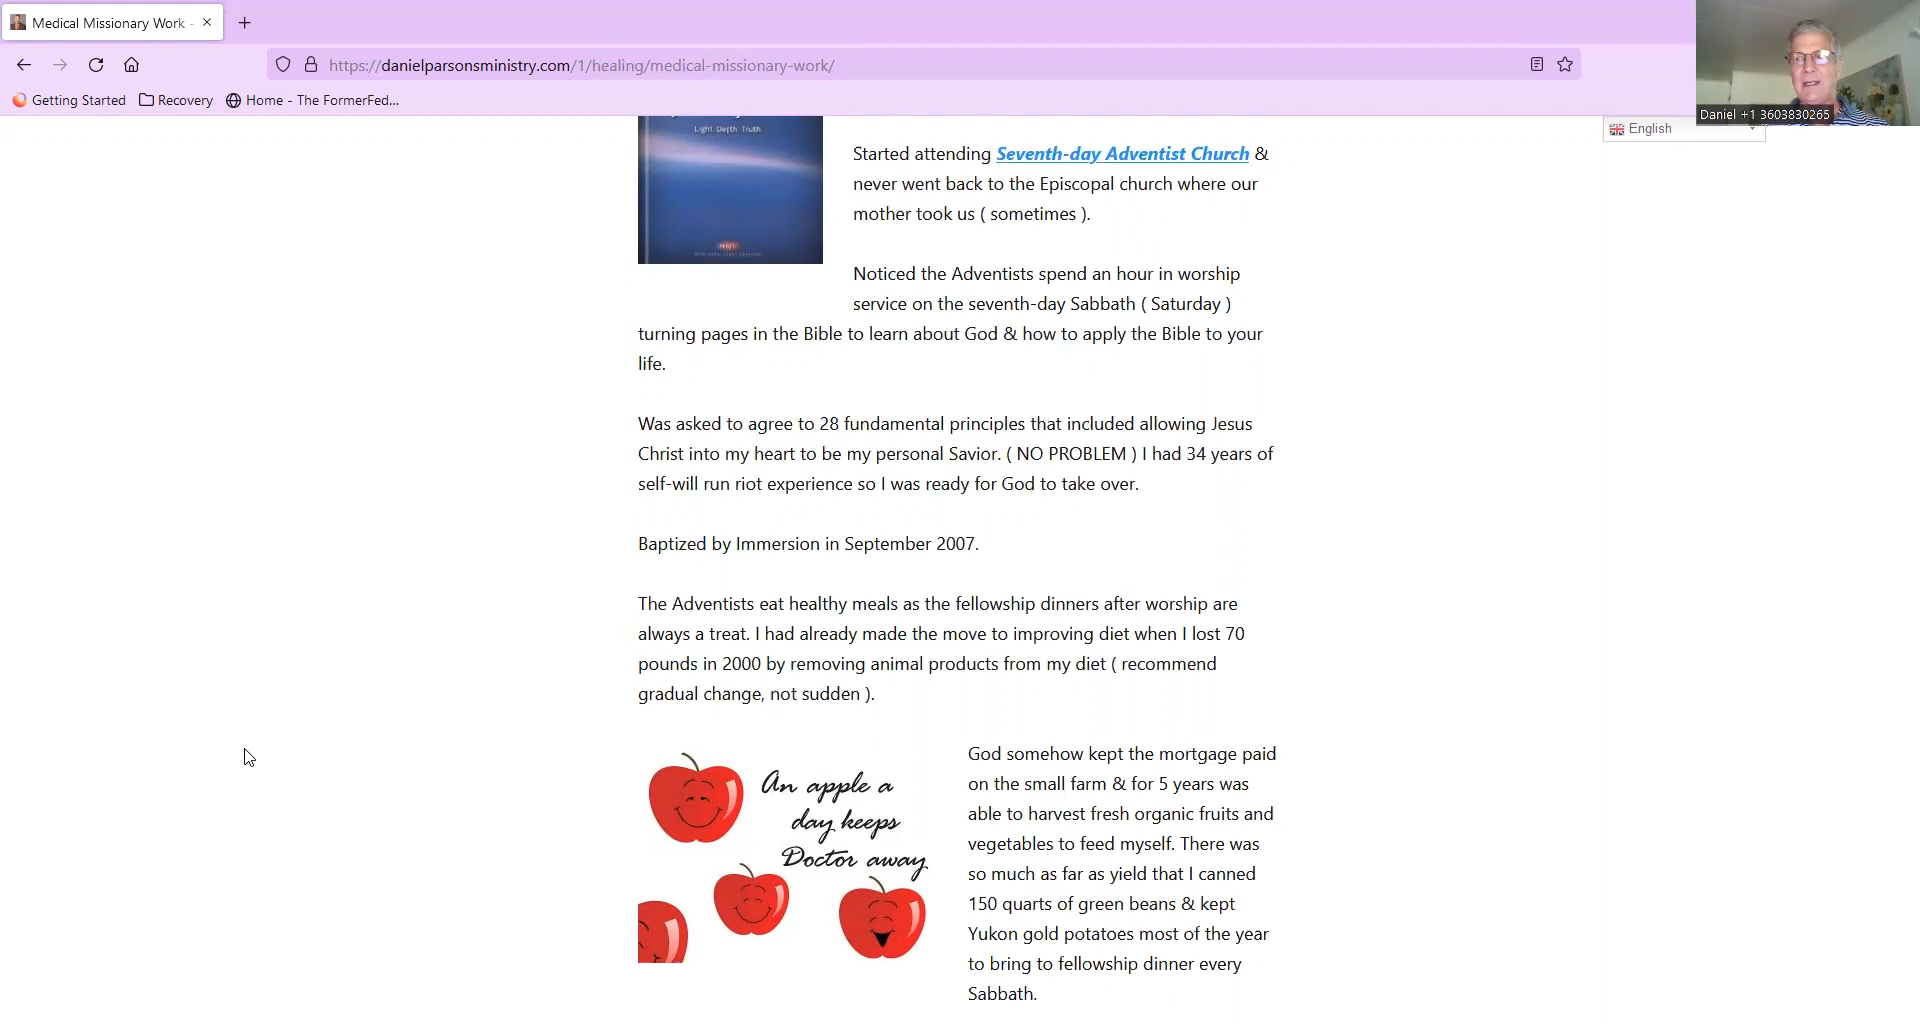 Medical Missionary Work -
https://danielparsonsministry.com/1/healing/medical-missionary-work/
Getting Started
Recovery
Home - The FormerFed...
Daniel +1 3603830265
English
Light. Depth. Truth.
Started attending Seventh-day Adventist Church &
never went back to the Episcopal church where our
mother took us ( sometimes ).
Noticed the Adventists spend an hour in worship
service on the seventh-day Sabbath ( Saturday )
turning pages in the Bible to learn about God & how to apply the Bible to your
life.
Was asked to agree to 28 fundamental principles that included allowing Jesus
Christ into my heart to be my personal Savior. ( NO PROBLEM ) I had 34 years of
self-will run riot experience so I was ready for God to take over.
Baptized by Immersion in September 2007.
The Adventists eat healthy meals as the fellowship dinners after worship are
always a treat. I had already made the move to improving diet when I lost 70
pounds in 2000 by removing animal products from my diet ( recommend
gradual change, not sudden ).
An apple a
day keeps
Doctor away
God somehow kept the mortgage paid
on the small farm & for 5 years was
able to harvest fresh organic fruits and
vegetables to feed myself. There was
so much as far as yield that I canned
150 quarts of green beans & kept
Yukon gold potatoes most of the year
to bring to fellowship dinner every
Sabbath.